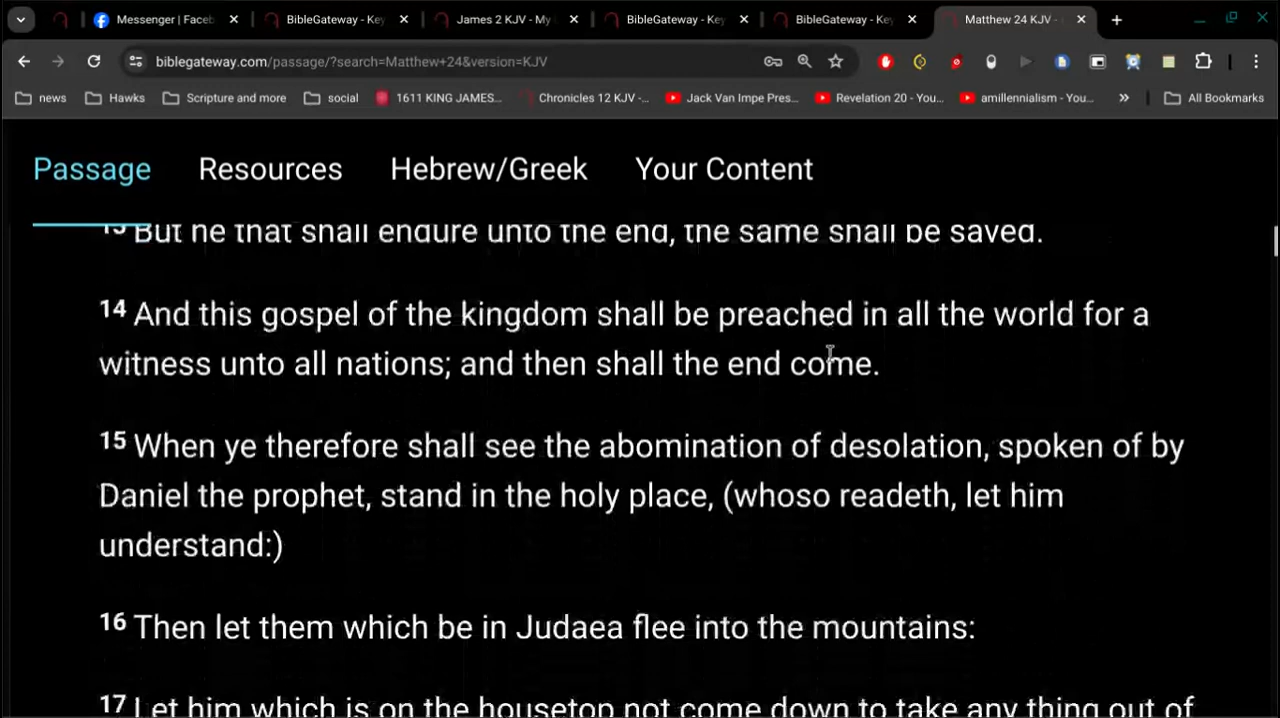 Messenger | Faceb
BibleGateway - Key
James 2 KJV - My
BibleGateway - Key
BibleGateway - Key
Matthew 24 KJV -
biblegateway.com/passage/?search=Matthew+24&version=KJV
news
Hawks
Scripture and more
social
1611 KING JAMES...
Chronicles 12 KJV -...
Jack Van Impe Pres...
Revelation 20 - You...
amillennialism - You...
All Bookmarks
Passage
Resources
Hebrew/Greek
Your Content
13 But he that shall endure unto the end, the same shall be saved.
14 And this gospel of the kingdom shall be preached in all the world for a
witness unto all nations; and then shall the end come.
15 When ye therefore shall see the abomination of desolation, spoken of by
Daniel the prophet, stand in the holy place, (whoso readeth, let him
understand:)
16 Then let them which be in Judaea flee into the mountains:
17 Let him which is on the housetop not come down to take any thing out of